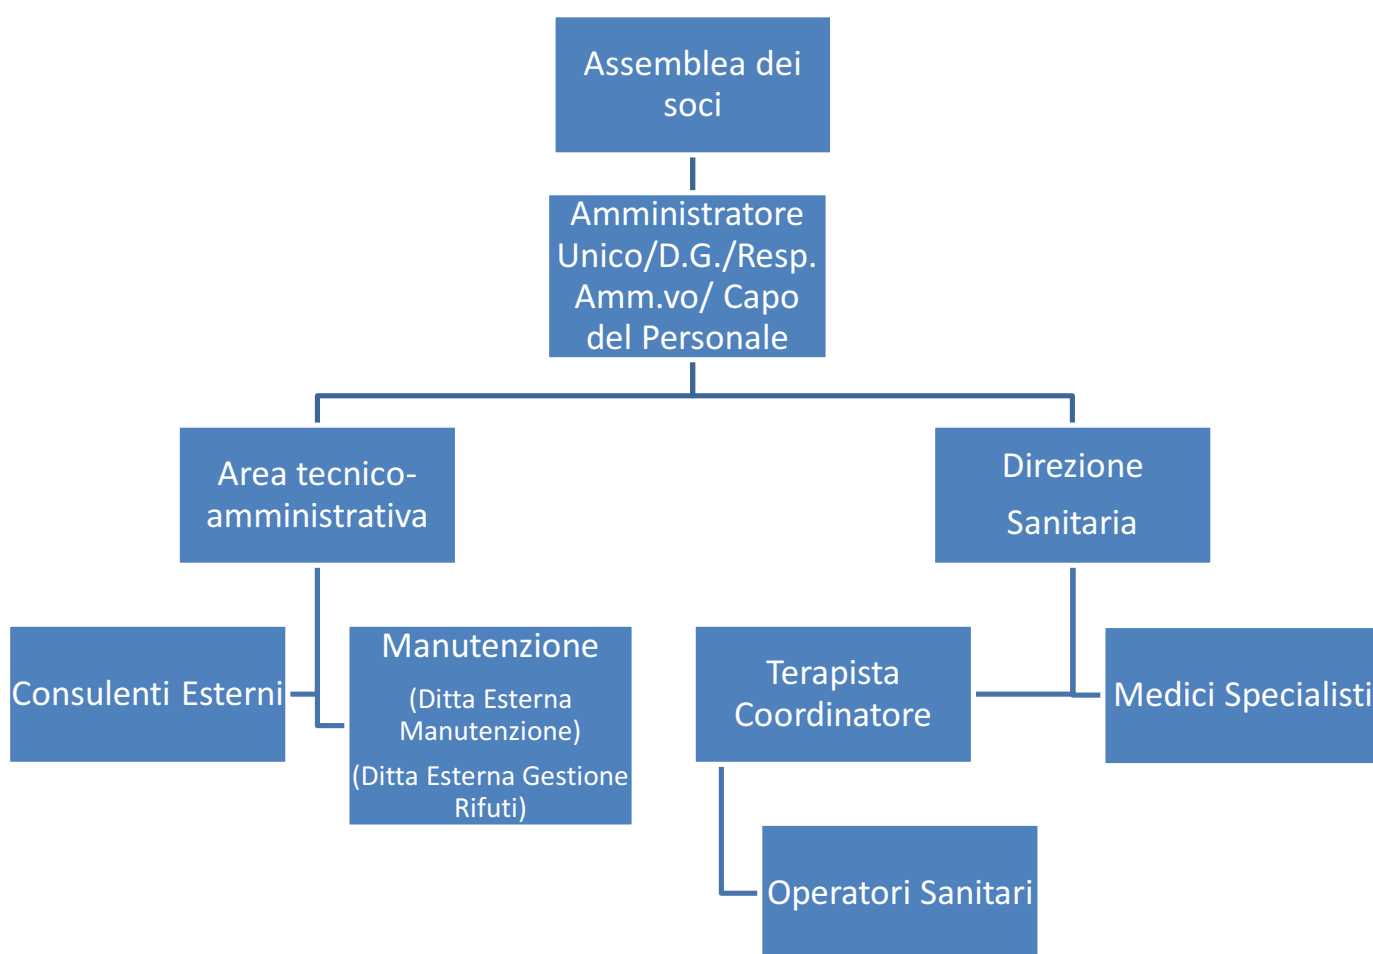 Assemblea dei
soci
Amministratore
Unico/D.G./Resp.
Amm.vo/ Capo
del Personale
Area tecnico-
amministrativa
Direzione
Sanitaria
Consulenti Esterni
Manutenzione
(Ditta Esterna
Manutenzione)
(Ditta Esterna Gestione
Rifuti)
Terapista
Coordinatore
Medici Specialisti
Operatori Sanitari